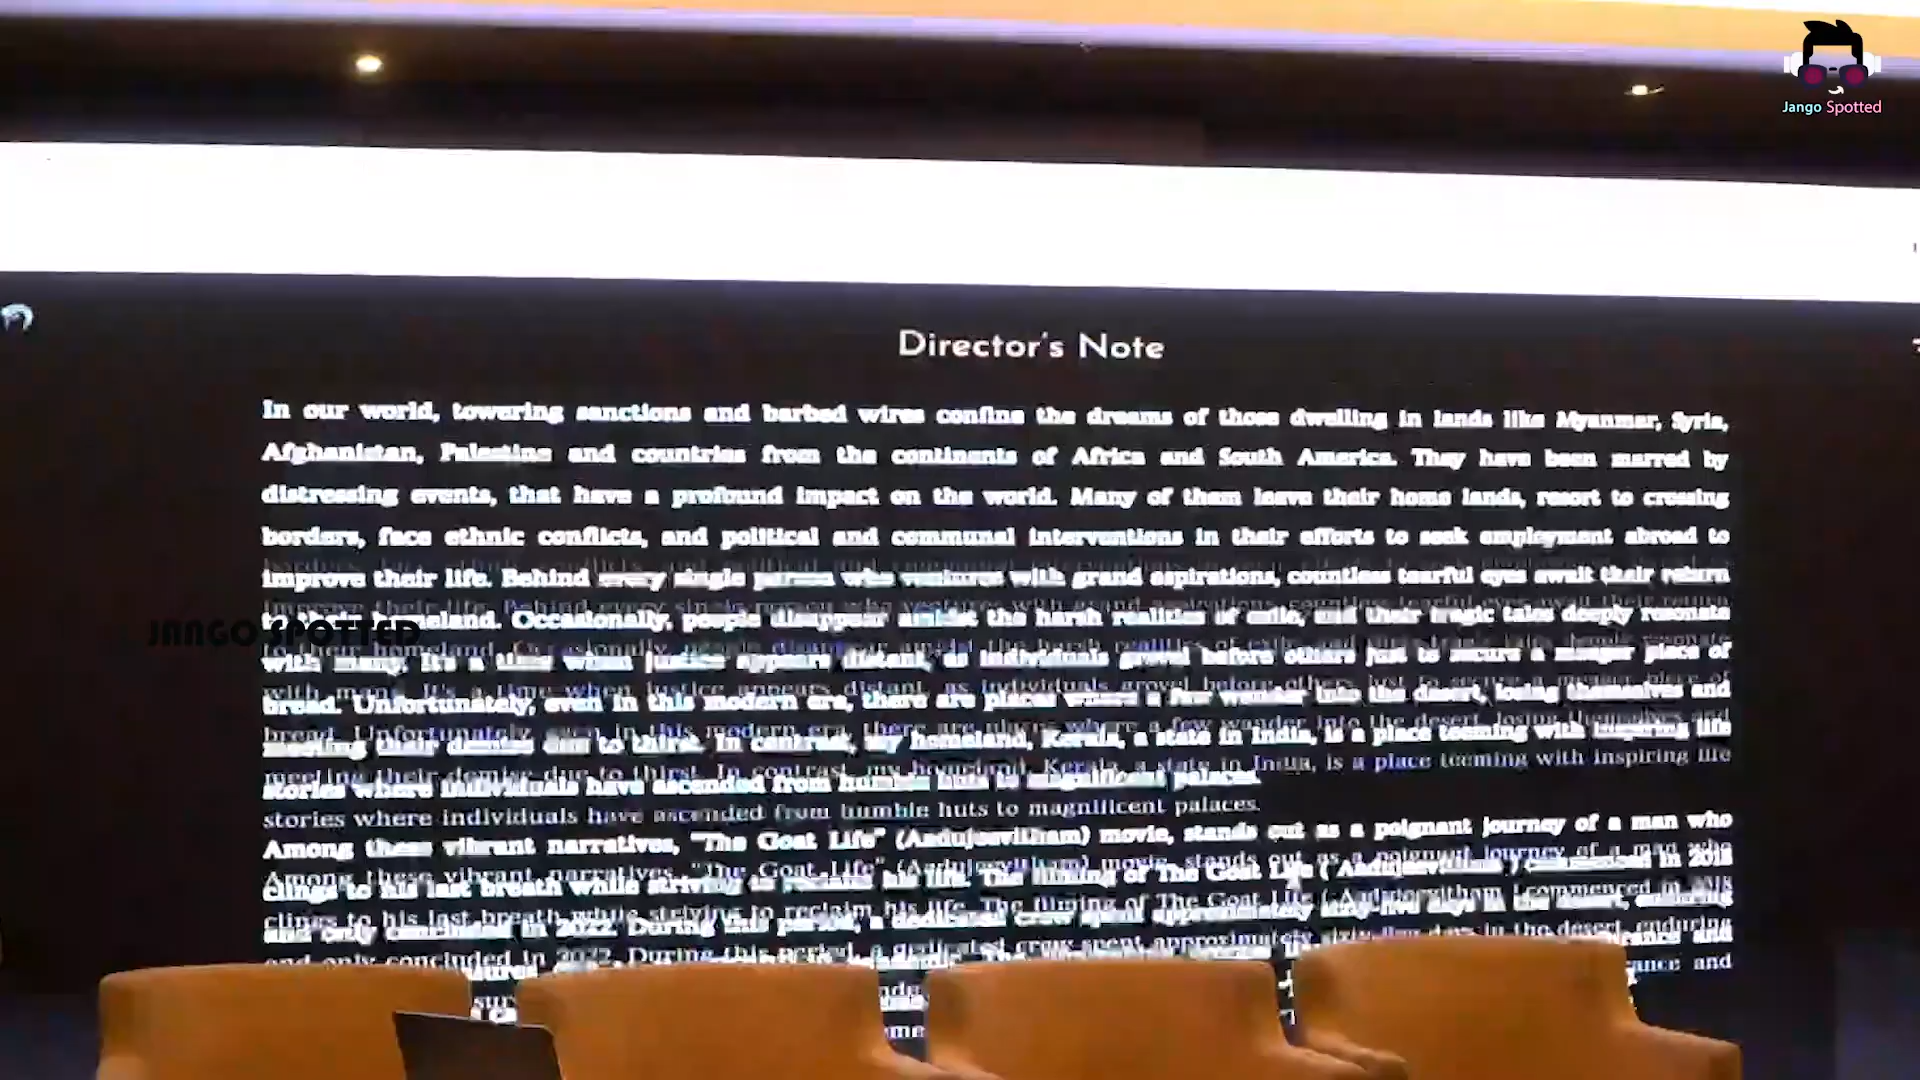 Jango Spotted
Director's Note
In our world, towering sanctions and barbed wires confine the dreams of those dwelling in lands like Myanmar, Syria,
Afghanistan, Palestine and countries from the continents of Africa and South America. They have been marred by
distressing events, that have a profound impact on the world. Many of them leave their home lands, resort to crossing
borders, face ethnic conflicts, and political and communal interventions in their efforts to seek employment abroad to
improve their life. Behind every single person who ventures with grand aspirations, countless tearful eyes await their return
to their homeland. Occasionally, people disappear amidst the harsh realities of exile, and their tragic tales deeply resonate
JANGO SPOTTED
with many. It's a time when justice appears distant, as individuals grovel before others just to secure a meager piece of
bread. Unfortunately, even in this modern era, there are places where a few wander into the desert, losing themselves and
meeting their demise due to thirst. In contrast, my homeland, Kerala, a state in India, is a place teeming with inspiring life
stories where individuals have ascended from humble huts to magnificent palaces.
Among these vibrant narratives, "The Goat Life" (Aadujeevitham) movie, stands out as a poignant journey of a man who
clings to his last breath while striving to reclaim his life. The filming of The Goat Life (Aadujeevitham) commenced in 2018
and only concluded in 2022. During this period, a dedicated crew spent approximately sixty-five days in the desert, enduring